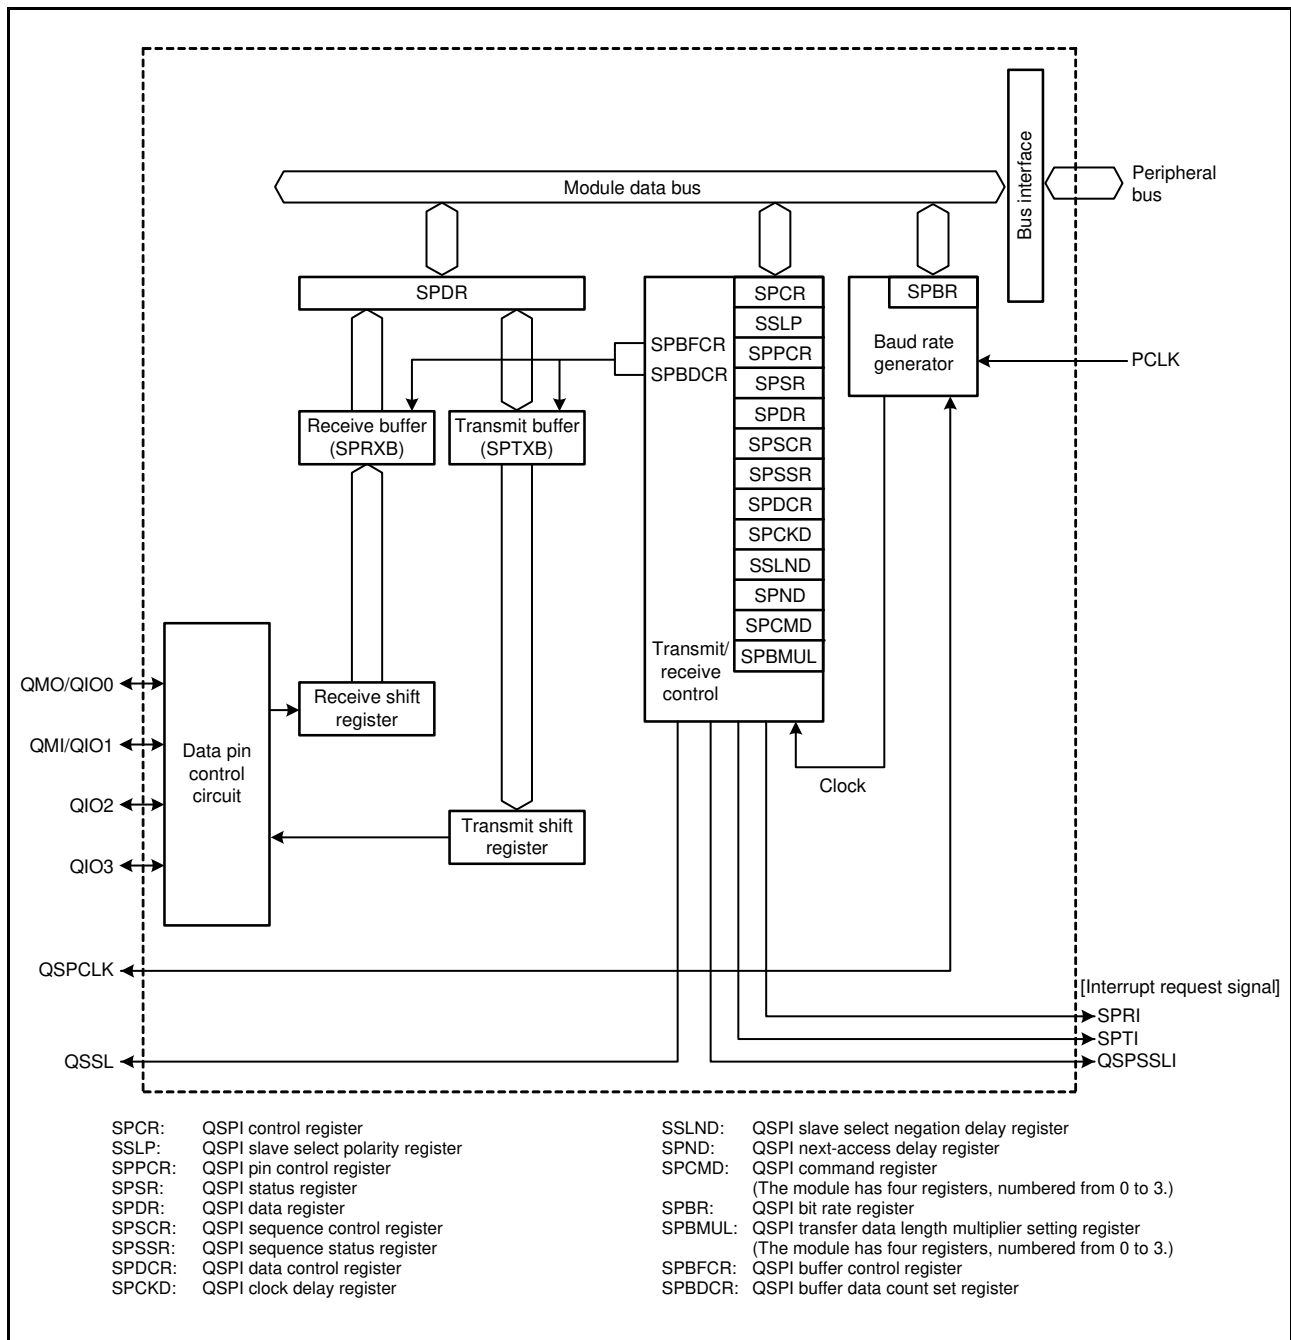 Module data bus
Bus interface
Peripheral
bus
SPDR
SPBFCR
SPBDCR
SPCR
SSLP
SPPCR
SPSR
SPDR
SPSCR
SPSSR
SPDCR
SPCKD
SSLND
SPND
SPCMD
SPBMUL
Transmit/
receive
control
SPBR
Baud rate
generator
PCLK
Receive buffer
(SPRXB)
Transmit buffer
(SPTXB)
QMO/QIO0
QMI/QIO1
QIO2
QIO3
Data pin
control
circuit
Receive shift
register
Transmit shift
register
Clock
QSPCLK
QSSL
[Interrupt request signal]
SPRI
SPTI
QSPSSLI
SPCR: QSPI control register
SSLP: QSPI slave select polarity register
SPPCR: QSPI pin control register
SPSR: QSPI status register
SPDR: QSPI data register
SPSCR: QSPI sequence control register
SPSSR: QSPI sequence status register
SPDCR: QSPI data control register
SPCKD: QSPI clock delay register
SSLND: QSPI slave select negation delay register
SPND: QSPI next-access delay register
SPCMD: QSPI command register
(The module has four registers, numbered from 0 to 3.)
SPBR: QSPI bit rate register
SPBMUL: QSPI transfer data length multiplier setting register
(The module has four registers, numbered from 0 to 3.)
SPBFCR: QSPI buffer control register
SPBDCR: QSPI buffer data count set register